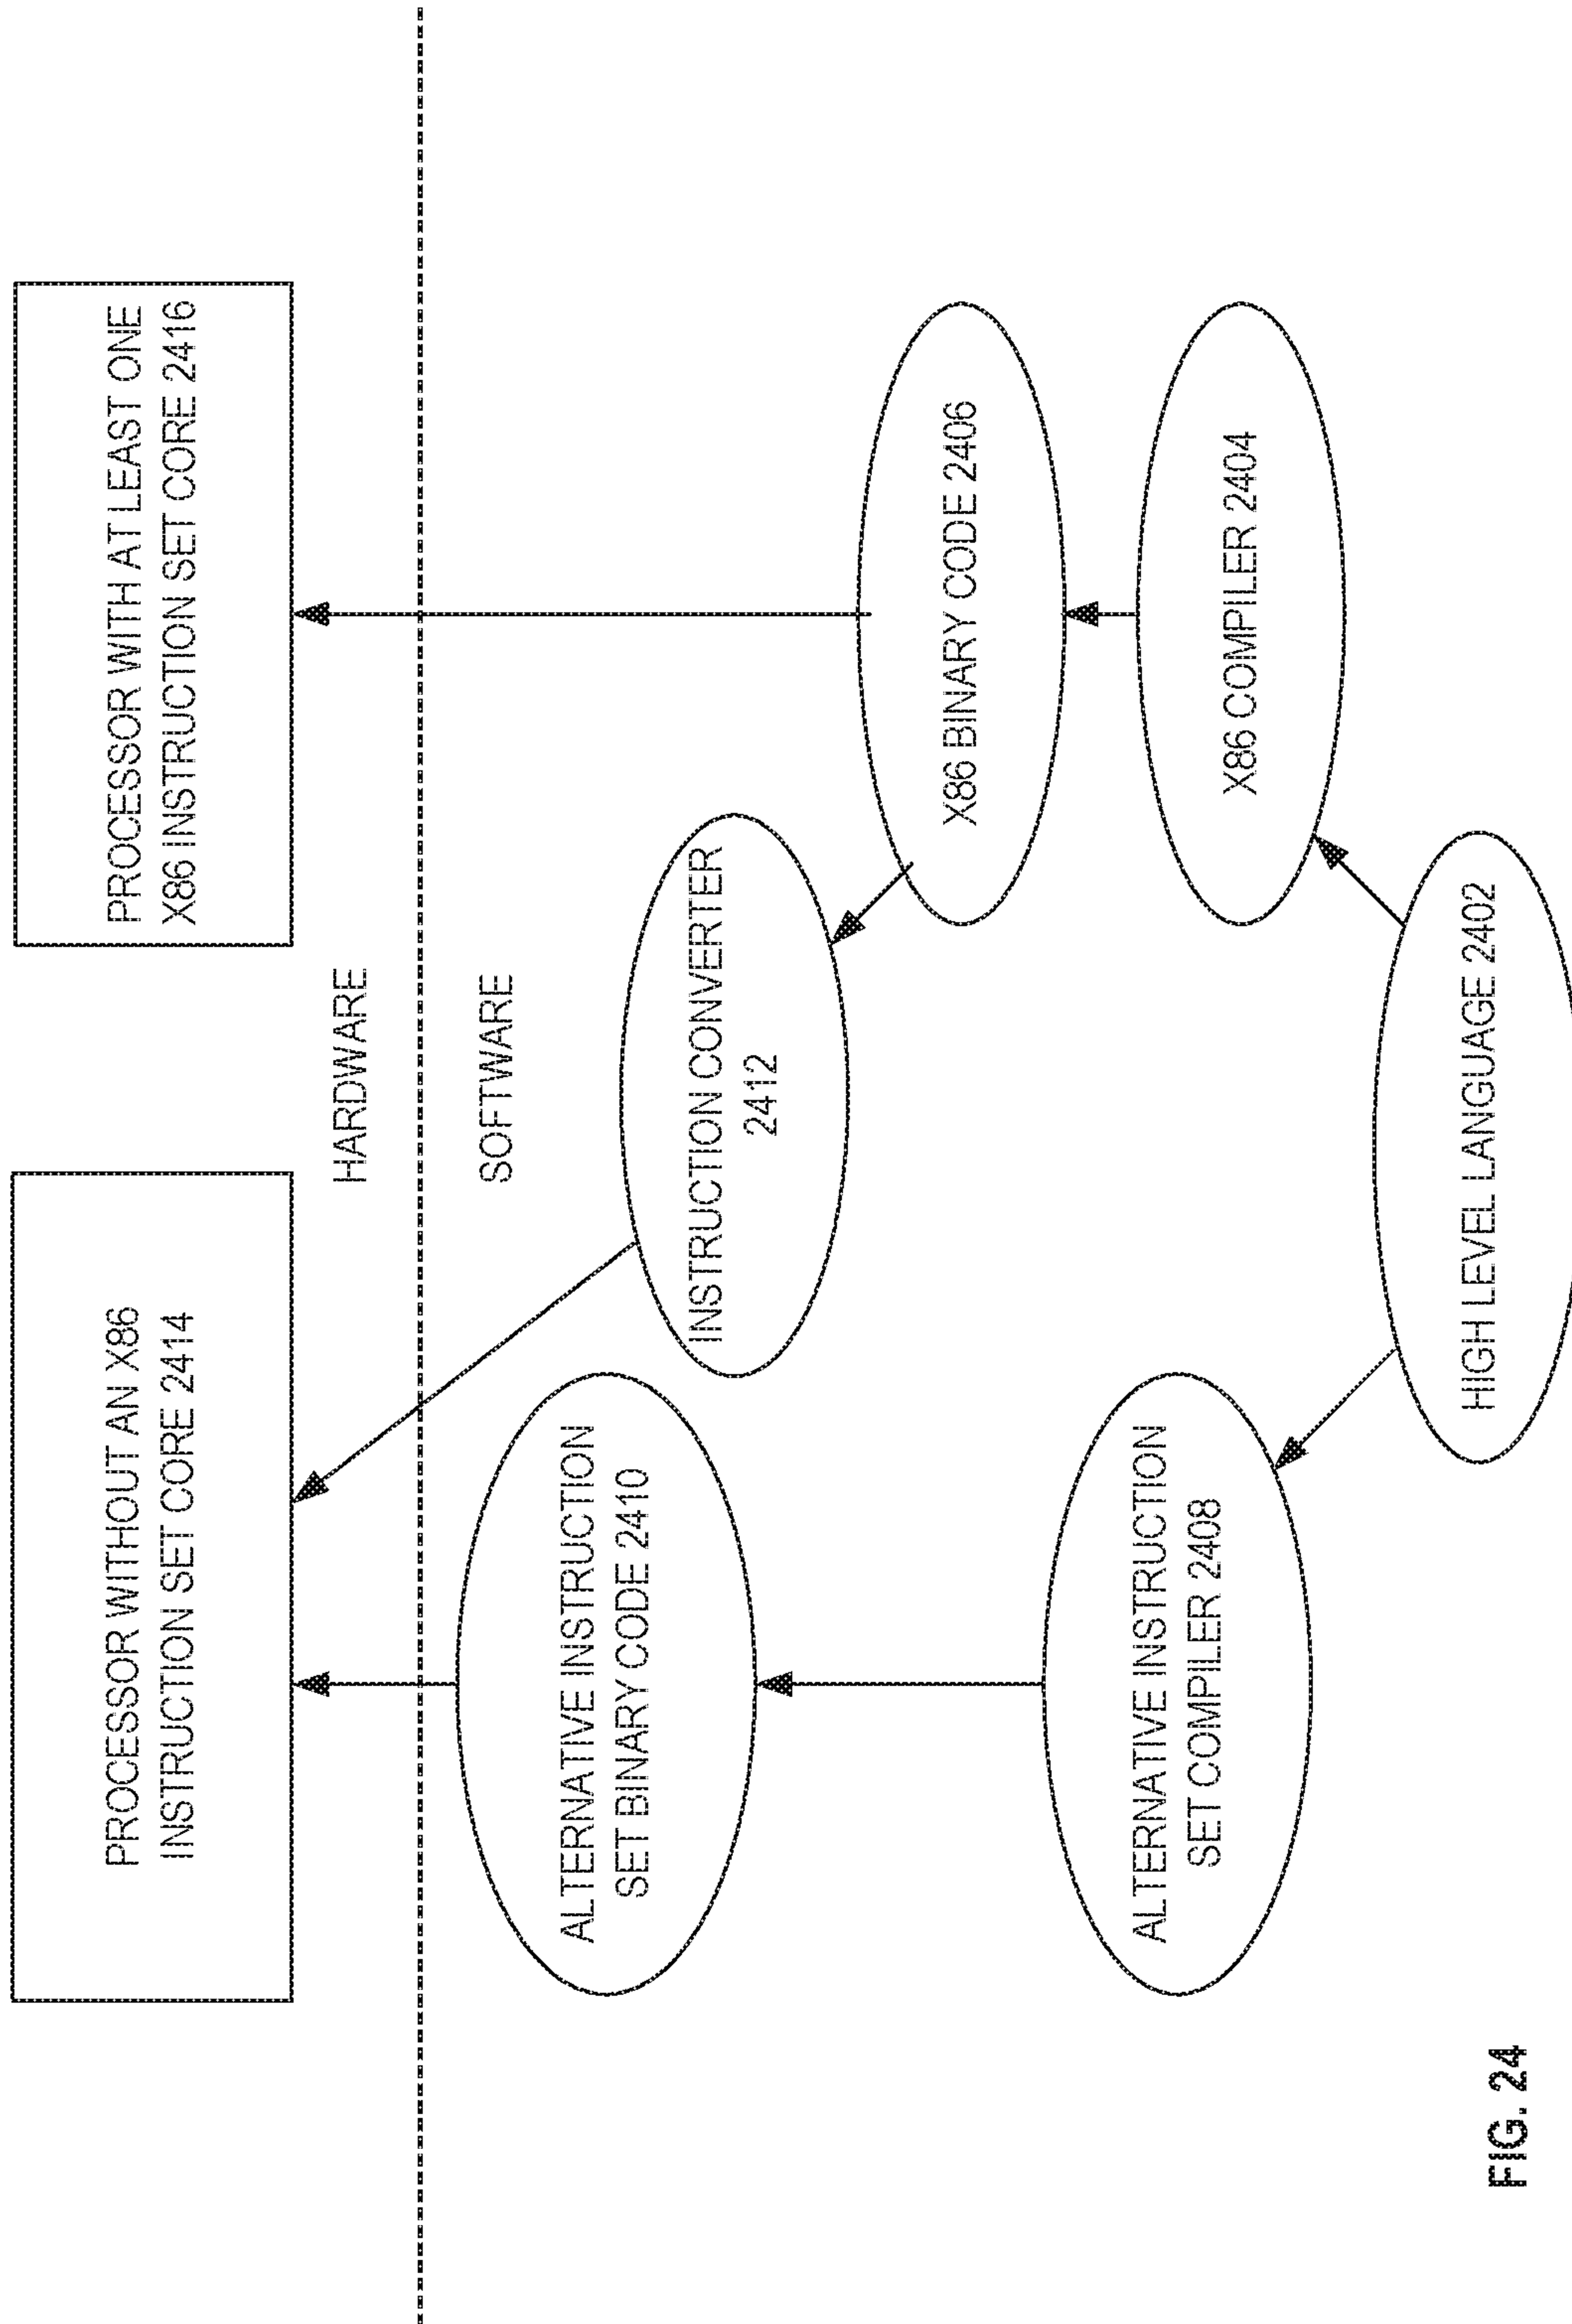 PROCESSOR WITHOUT AN X86
INSTRUCTION SET CORE 2414
PROCESSOR WITH AT LEAST ONE
X86 INSTRUCTION SET CORE 2416
HARDWARE
SOFTWARE
ALTERNATIVE INSTRUCTION
SET BINARY CODE 2410
INSTRUCTION CONVERTER
2412
X86 BINARY CODE 2406
ALTERNATIVE INSTRUCTION
SET COMPILER 2408
X86 COMPILER 2404
HIGH LEVEL LANGUAGE 2402
FIG. 24